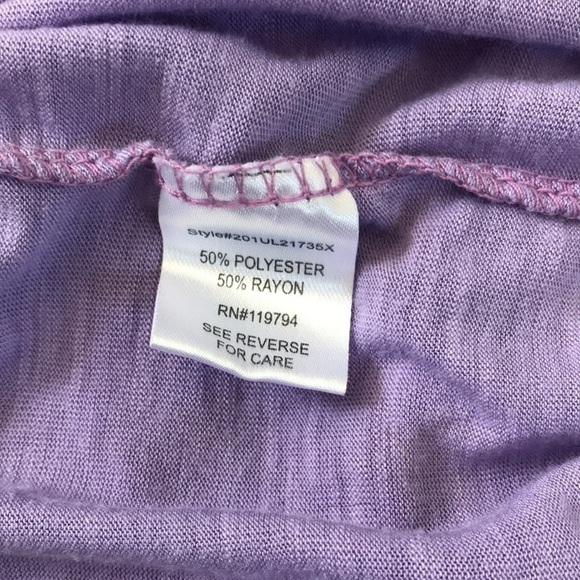 Style#201UL21735X
50% POLYESTER
50% RAYON
RN#119794
SEE REVERSE
FOR CARE